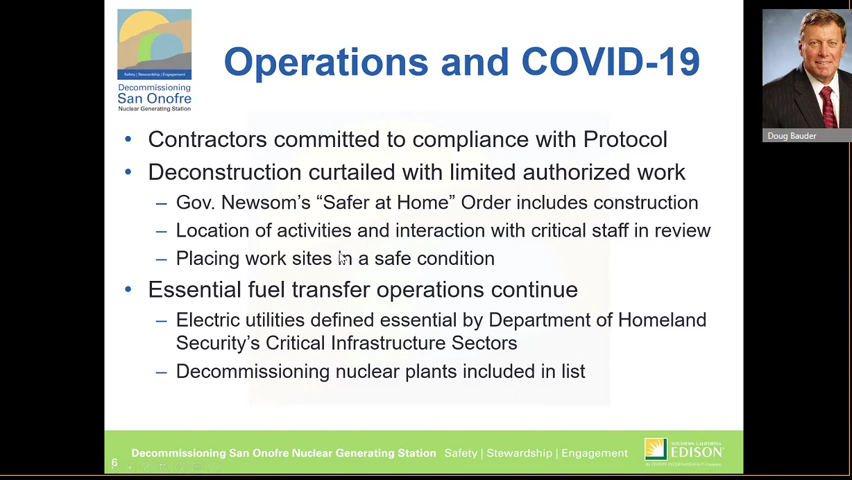 Safety | Stewardship | Engagement
Decommissioning
San Onofre
Nuclear Generating Station
Operations and COVID-19
Doug Bauder
• Contractors committed to compliance with Protocol
• Deconstruction curtailed with limited authorized work
– Gov. Newsom's “Safer at Home” Order includes construction
– Location of activities and interaction with critical staff in review
– Placing work sites in a safe condition
• Essential fuel transfer operations continue
– Electric utilities defined essential by Department of Homeland
Security's Critical Infrastructure Sectors
– Decommissioning nuclear plants included in list
6
Decommissioning San Onofre Nuclear Generating Station Safety | Stewardship | Engagement
SOUTHERN CALIFORNIA
EDISON